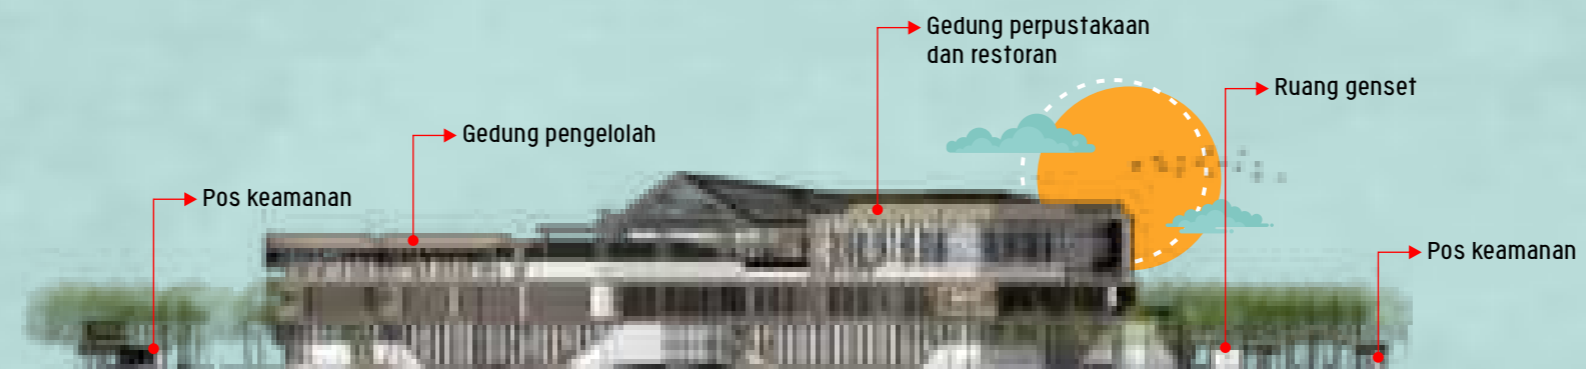 Gedung perpustakaan
dan restoran
Ruang genset
Gedung pengelolah
Pos keamanan
Pos keamanan